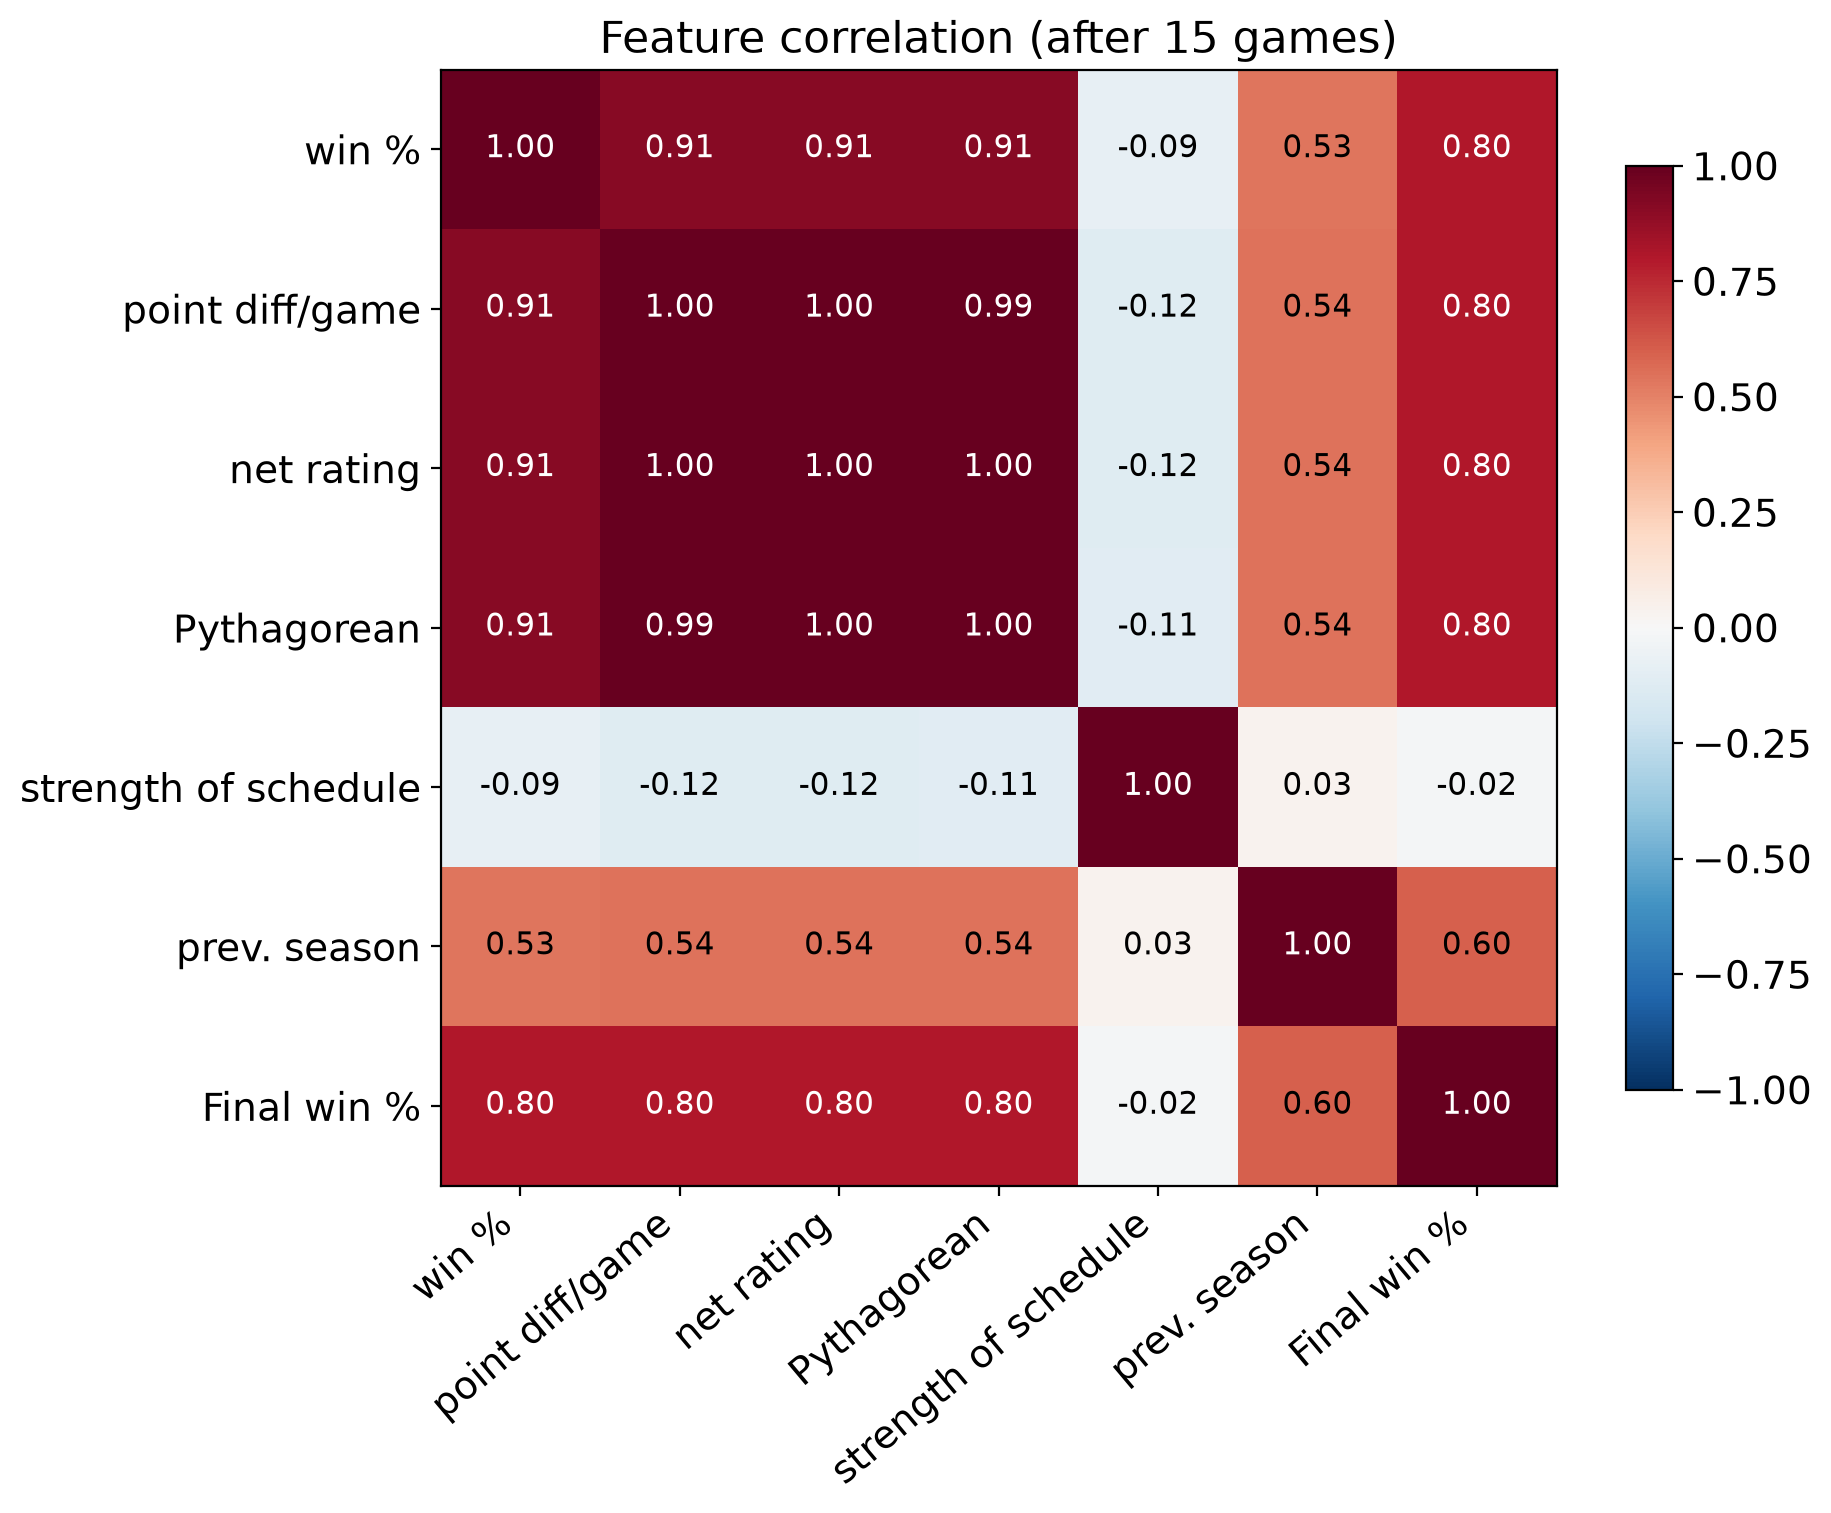 Feature correlation (after 15 games)
win % 1.00 0.91 0.91 0.91 -0.09 0.53 0.80
point diff/game 0.91 1.00 1.00 0.99 -0.12 0.54 0.80
net rating 0.91 1.00 1.00 1.00 -0.12 0.54 0.80
Pythagorean 0.91 0.99 1.00 1.00 -0.11 0.54 0.80
strength of schedule -0.09 -0.12 -0.12 -0.11 1.00 0.03 -0.02
prev. season 0.53 0.54 0.54 0.54 0.03 1.00 0.60
Final win % 0.80 0.80 0.80 0.80 -0.02 0.60 1.00
win %
point diff/game
net rating
Pythagorean
strength of schedule
prev. season
Final win %
1.00
0.75
0.50
0.25
0.00
−0.25
−0.50
−0.75
−1.00